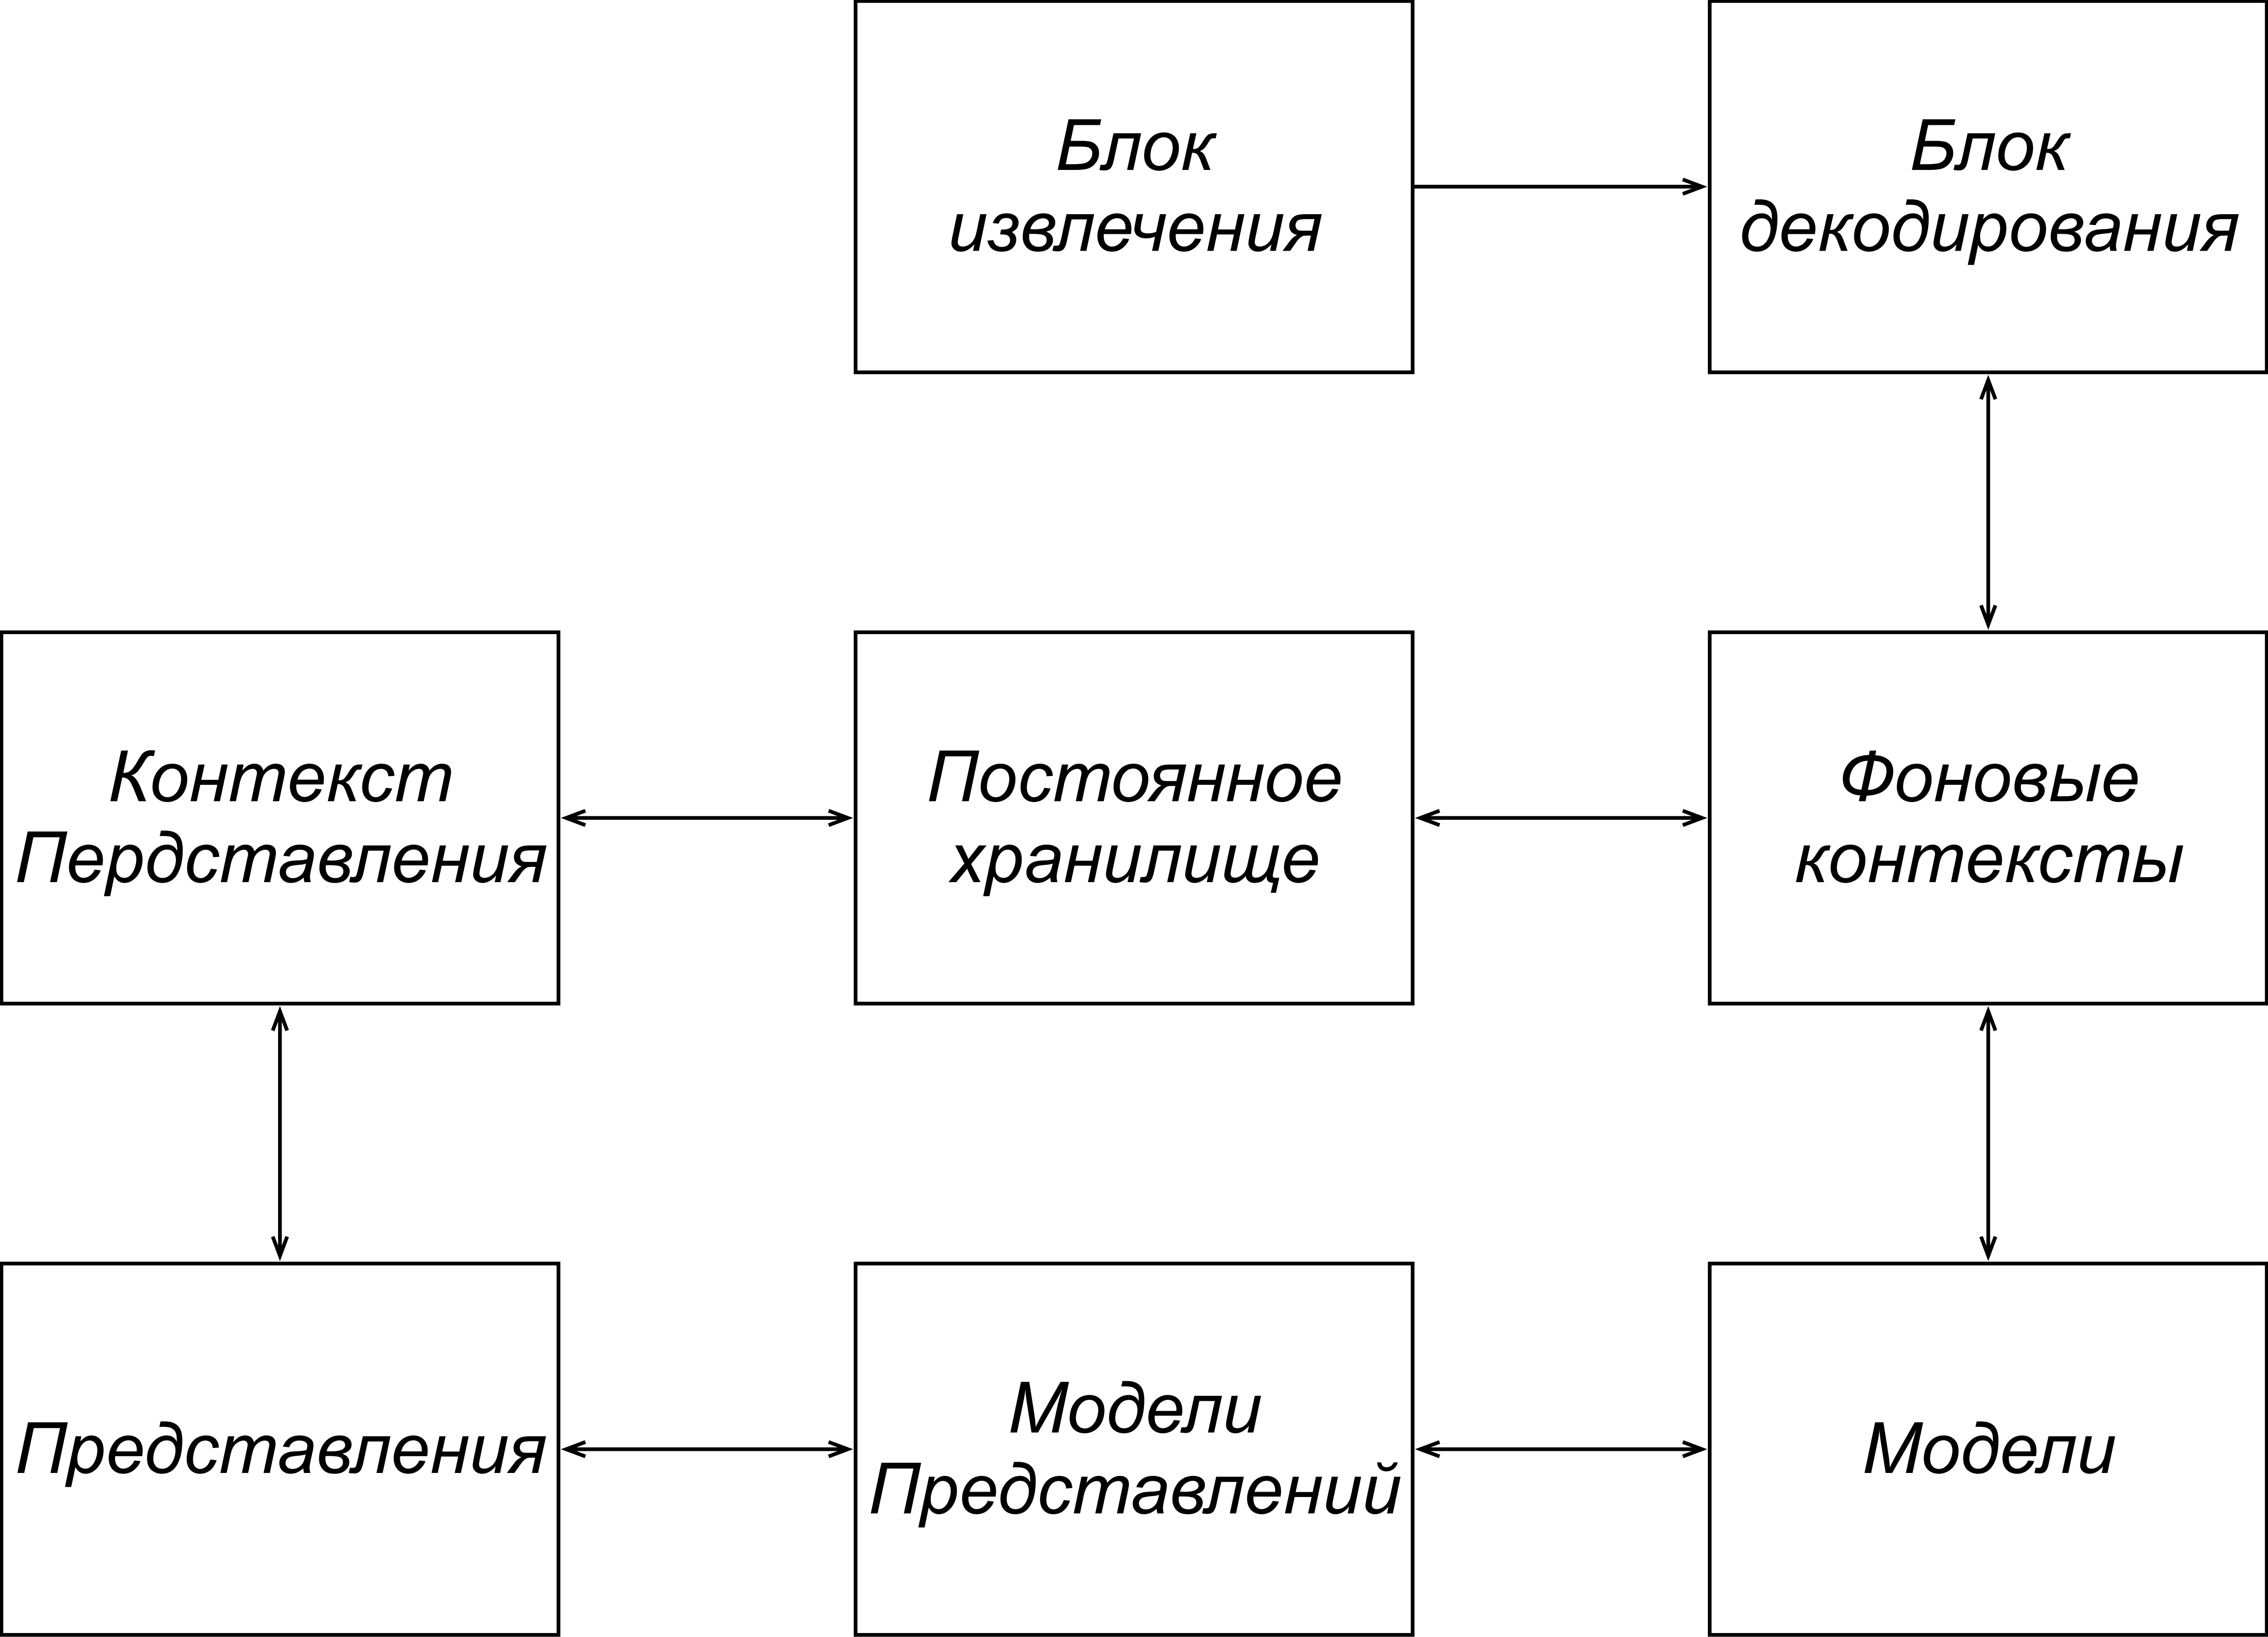 Блок
извлечения
Блок
декодирования
Контекст
Пердставления
Постоянное
хранилище
Фоновые
контексты
Представления
Модели
Представлений
Модели